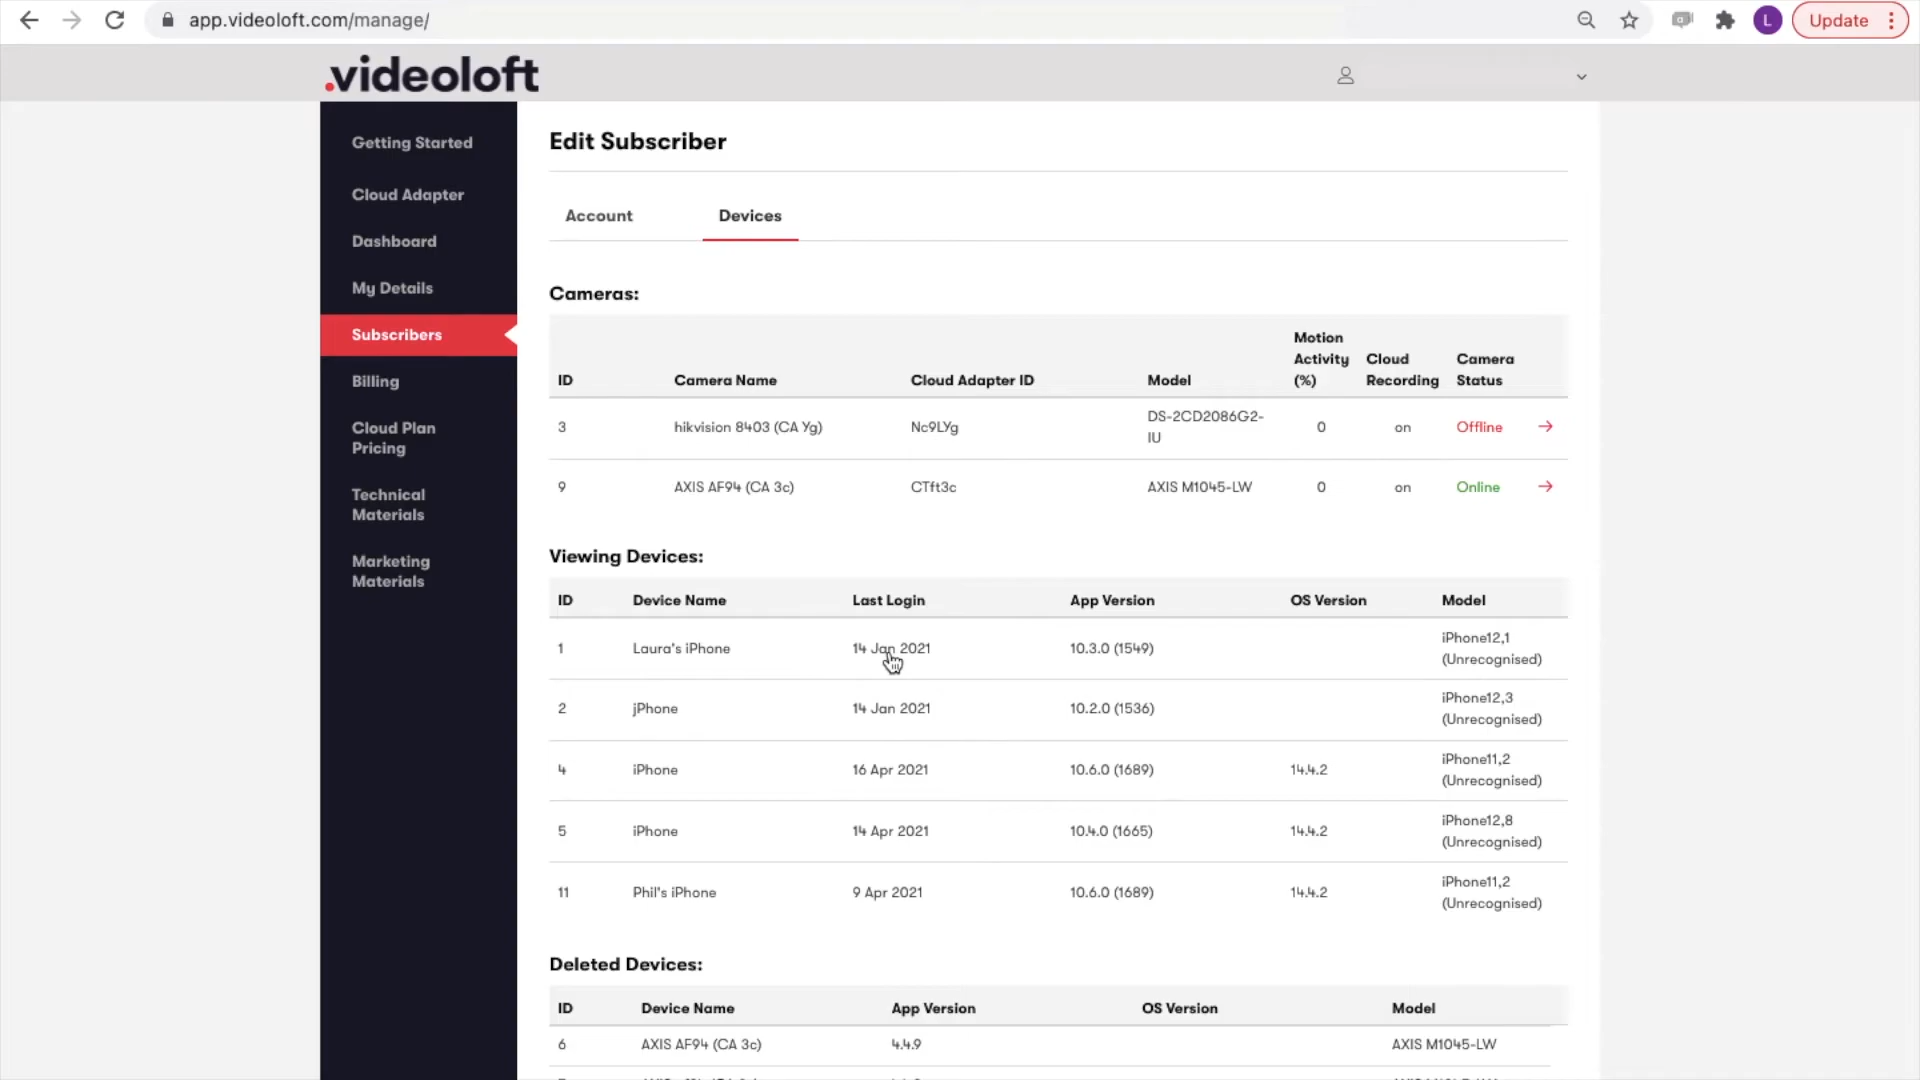 app.videoloft.com/manage/
L
Update
.videoloft
Getting Started
Cloud Adapter
Dashboard
My Details
Subscribers
Billing
Cloud Plan
Pricing
Technical
Materials
Marketing
Materials
Edit Subscriber
Account Devices
Cameras:
ID Camera Name Cloud Adapter ID Model Motion Activity (%) Cloud Recording Camera Status
3 hikvision 8403 (CA Yg) Nc9LYg DS-2CD2086G2-IU 0 on Offline
9 AXIS AF94 (CA 3c) CTft3c AXIS M1045-LW 0 on Online
Viewing Devices:
ID Device Name Last Login App Version OS Version Model
1 Laura's iPhone 14 Jan 2021 10.3.0 (1549) iPhone12,1 (Unrecognised)
2 jPhone 14 Jan 2021 10.2.0 (1536) iPhone12,3 (Unrecognised)
4 iPhone 16 Apr 2021 10.6.0 (1689) 14.4.2 iPhone11,2 (Unrecognised)
5 iPhone 14 Apr 2021 10.4.0 (1665) 14.4.2 iPhone12,8 (Unrecognised)
11 Phil's iPhone 9 Apr 2021 10.6.0 (1689) 14.4.2 iPhone11,2 (Unrecognised)
Deleted Devices:
ID Device Name App Version OS Version Model
6 AXIS AF94 (CA 3c) 4.4.9 AXIS M1045-LW